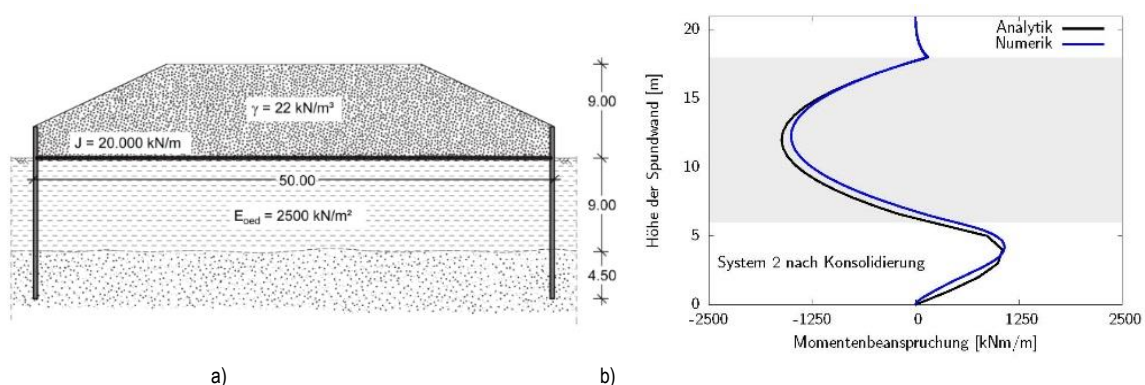 γ = 22 kN/m³
J = 20.000 kN/m
50.00
E_oed = 2500 kN/m²
9.00
9.00
4.50
a)
Höhe der Spundwand [m]
20
15
10
5
0
Analytik
Numerik
System 2 nach Konsolidierung
-2500
-1250
0
1250
2500
Momentenbeanspruchung [kNm/m]
b)